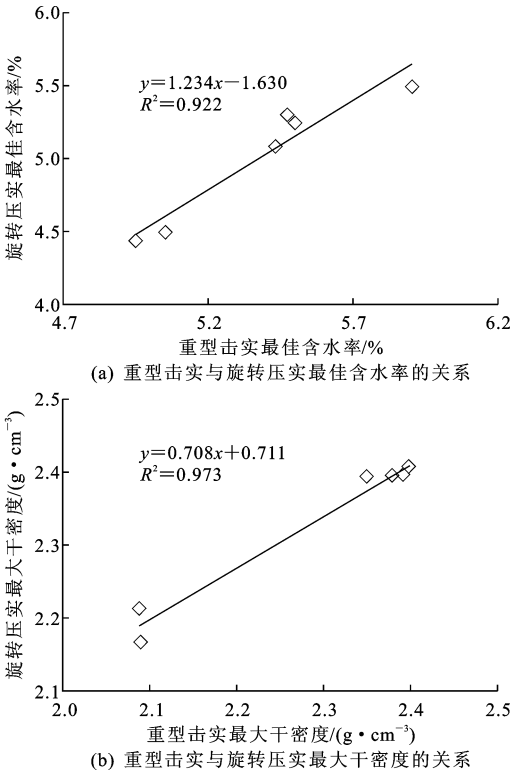 6.0
5.5
5.0
4.5
4.0
旋转压实最佳含水率/%
y=1.234x−1.630
R²=0.922
4.7 5.2 5.7 6.2
重型击实最佳含水率/%
(a) 重型击实与旋转压实最佳含水率的关系
2.5
2.4
2.3
2.2
2.1
旋转压实最大干密度/(g·cm⁻³)
y=0.708x+0.711
R²=0.973
2.0 2.1 2.2 2.3 2.4 2.5
重型击实最大干密度/(g·cm⁻³)
(b) 重型击实与旋转压实最大干密度的关系